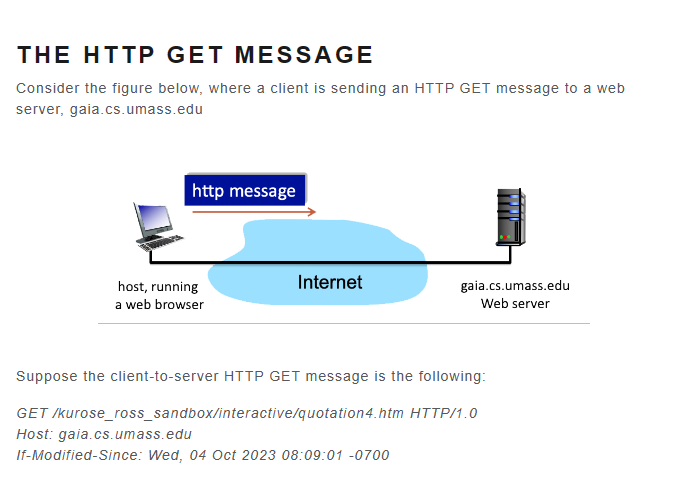 THE HTTP GET MESSAGE
Consider the figure below, where a client is sending an HTTP GET message to a web
server, gaia.cs.umass.edu
http message
host, running
a web browser
Internet
gaia.cs.umass.edu
Web server
Suppose the client-to-server HTTP GET message is the following:
GET /kurose_ross_sandbox/interactive/quotation4.htm HTTP/1.0
Host: gaia.cs.umass.edu
If-Modified-Since: Wed, 04 Oct 2023 08:09:01 -0700